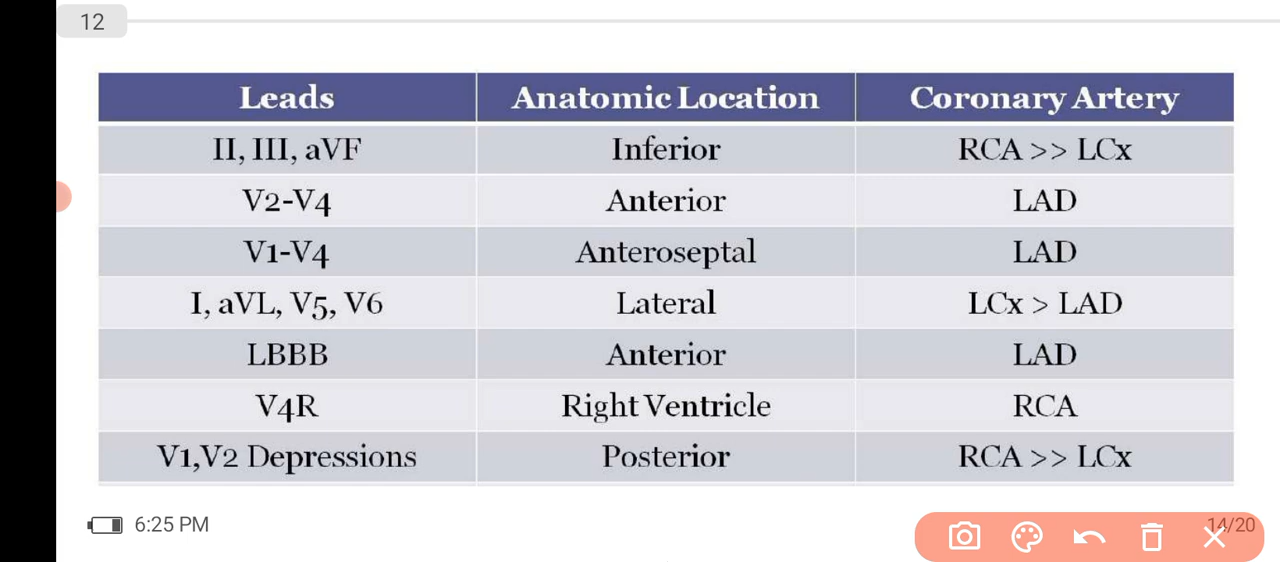 12
Leads Anatomic Location Coronary Artery
II, III, aVF Inferior RCA >> LCx
V2-V4 Anterior LAD
V1-V4 Anteroseptal LAD
I, aVL, V5, V6 Lateral LCx > LAD
LBBB Anterior LAD
V4R Right Ventricle RCA
V1,V2 Depressions Posterior RCA >> LCx
6:25 PM 14/20